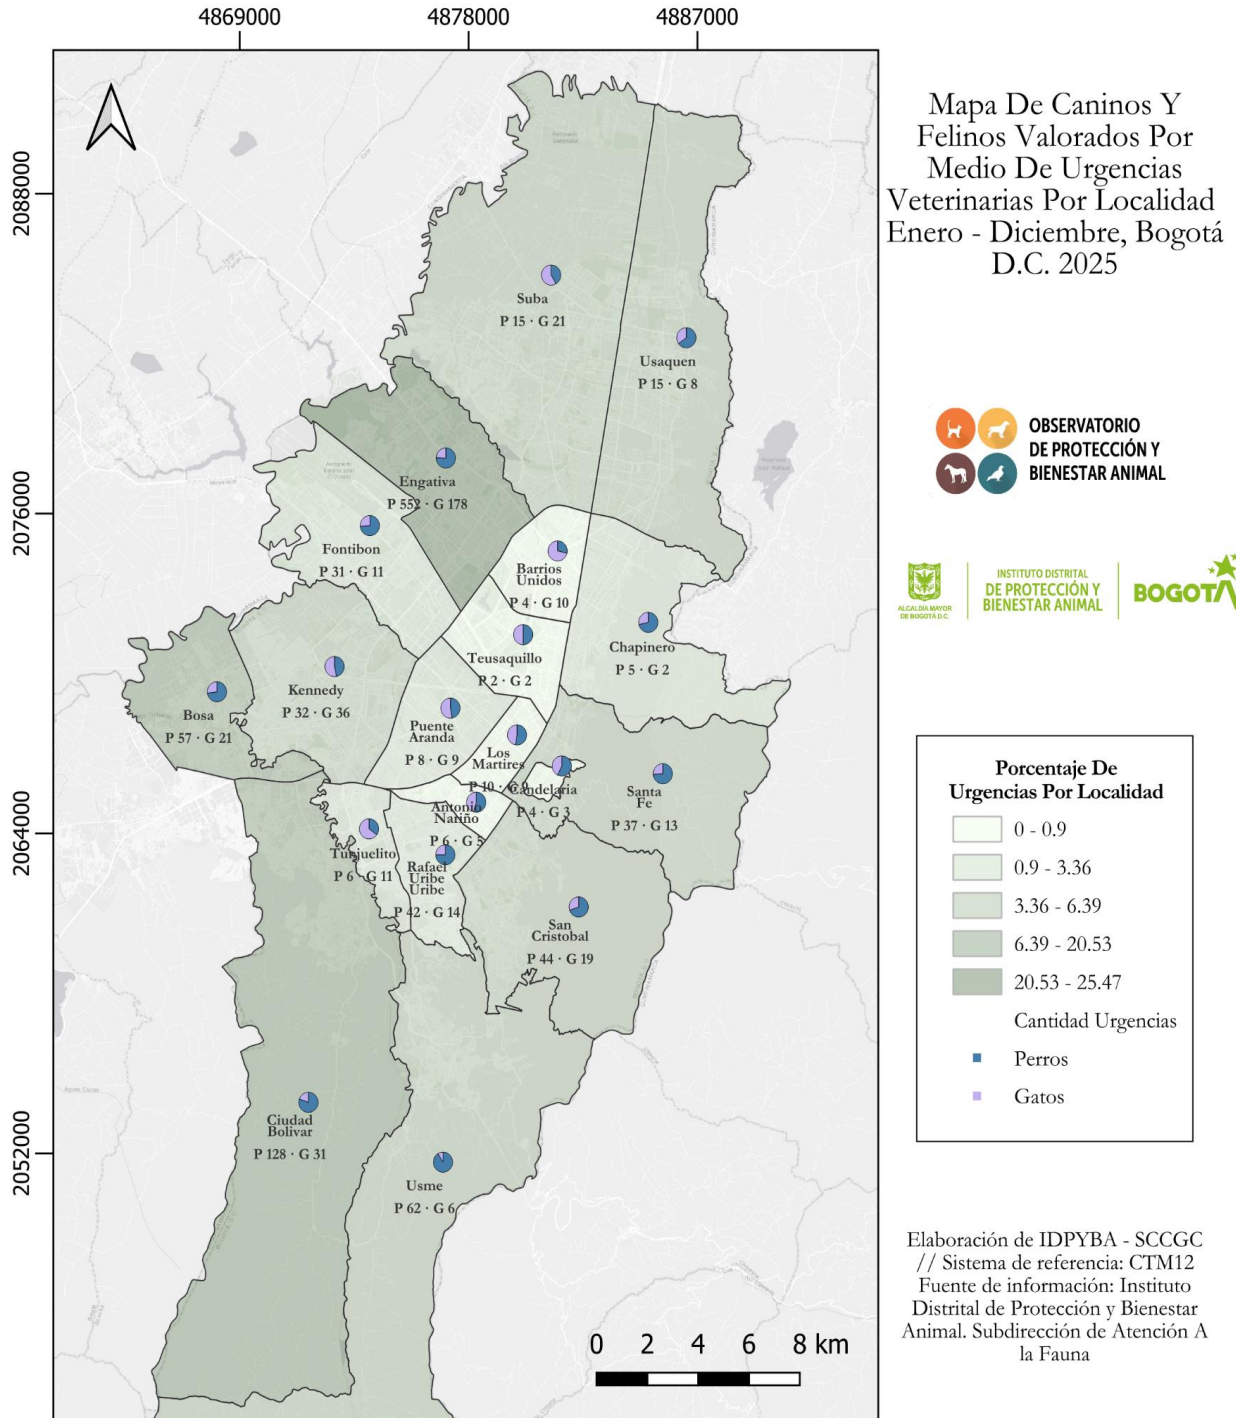 4869000
4878000
4887000
2088000
2076000
2064000
2052000
Mapa De Caninos Y
Felinos Valorados Por
Medio De Urgencias
Veterinarias Por Localidad
Enero - Diciembre, Bogotá
D.C. 2025
OBSERVATORIO
DE PROTECCIÓN Y
BIENESTAR ANIMAL
ALCALDÍA MAYOR
DE BOGOTÁ D.C.
INSTITUTO DISTRITAL
DE PROTECCIÓN Y
BIENESTAR ANIMAL
BOGOTÁ
Suba
P 15 · G 21
Usaquen
P 15 · G 8
Engativa
P 552 · G 178
Fontibon
P 31 · G 11
Barrios
Unidos
P 4 · G 10
Chapinero
P 5 · G 2
Teusaquillo
P 2 · G 2
Kennedy
P 32 · G 36
Bosa
P 57 · G 21
Puente
Aranda
P 8 · G 9
Los
Martires
P 10 · G 9
Candelaria
P 4 · G 3
Santa
Fe
P 37 · G 13
Antonio
Nariño
P 6 · G 5
Tunjuelito
P 6 · G 11
Rafael
Uribe
Uribe
P 42 · G 14
San
Cristobal
P 44 · G 19
Ciudad
Bolivar
P 128 · G 31
Usme
P 62 · G 6
Porcentaje De
Urgencias Por Localidad
0 - 0.9
0.9 - 3.36
3.36 - 6.39
6.39 - 20.53
20.53 - 25.47
Cantidad Urgencias
Perros
Gatos
0 2 4 6 8 km
Elaboración de IDPYBA - SCCGC
// Sistema de referencia: CTM12
Fuente de información: Instituto
Distrital de Protección y Bienestar
Animal. Subdirección de Atención A
la Fauna